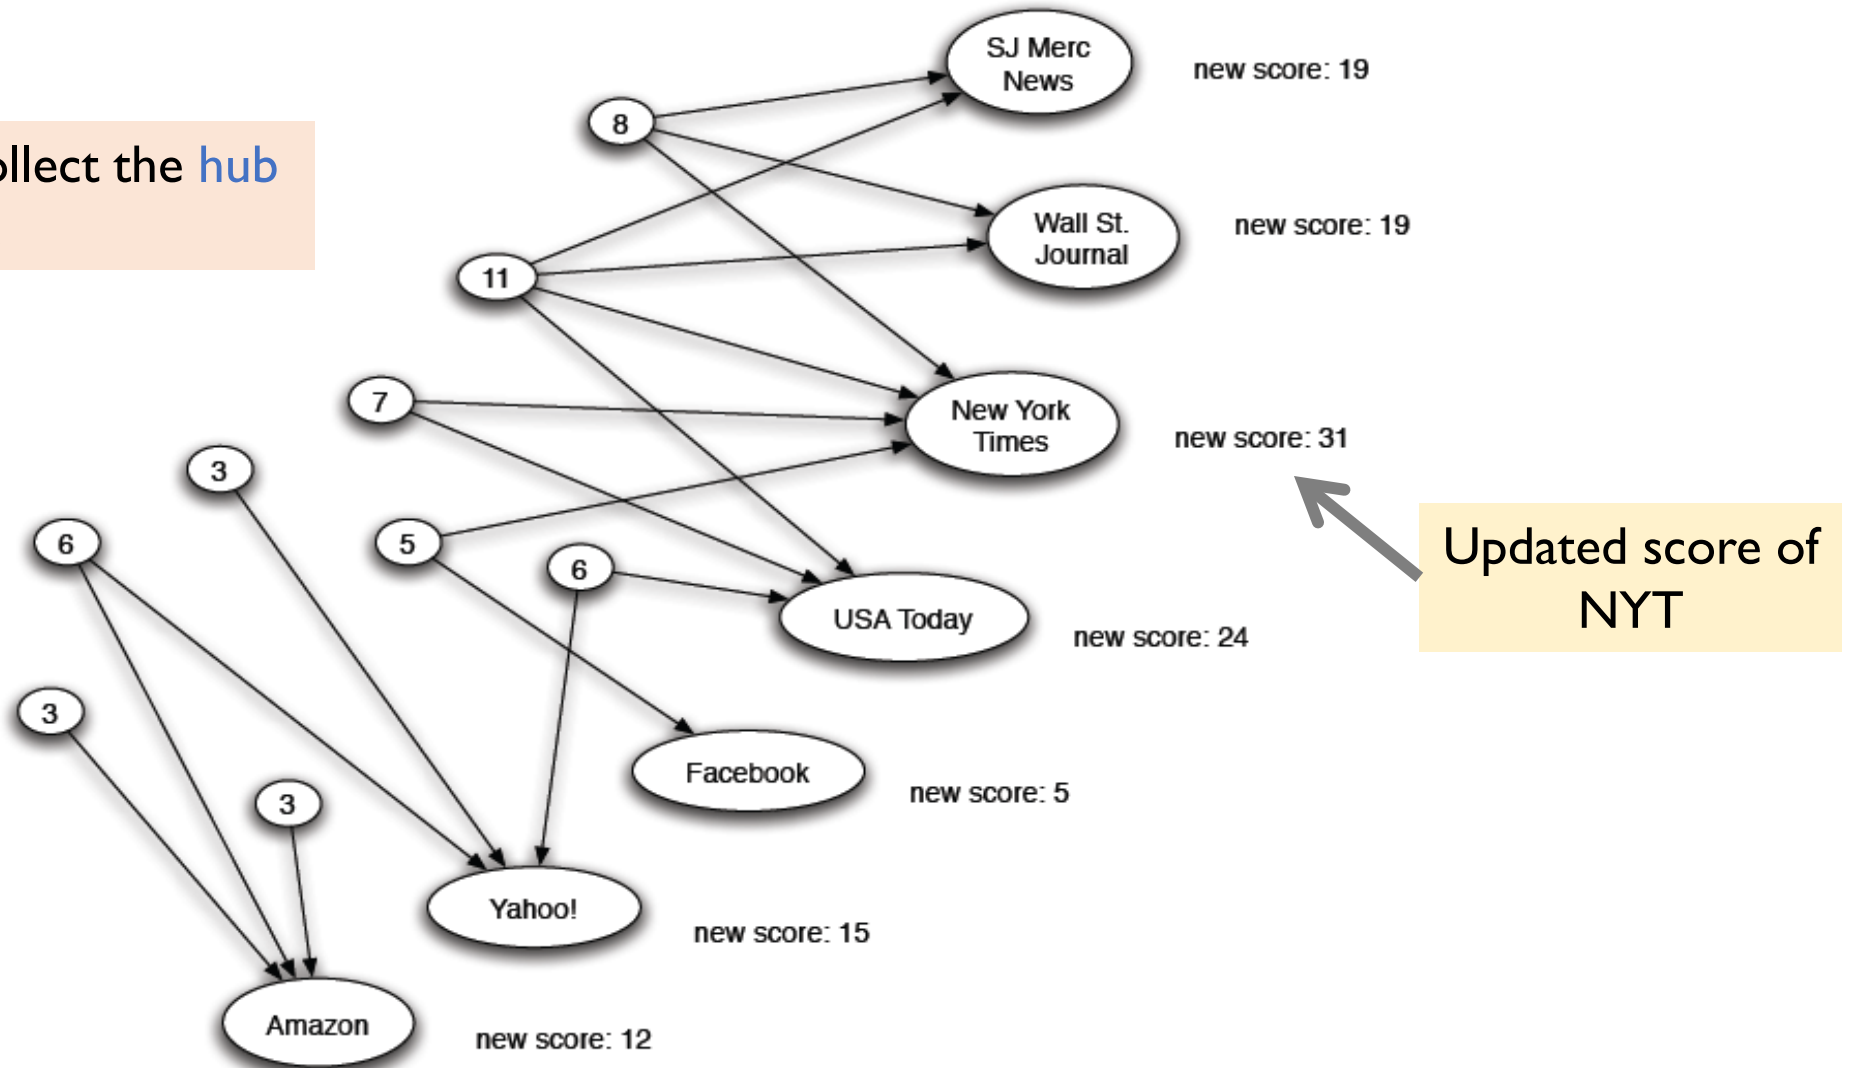 SJ Merc
News
new score: 19
8
ollect the hub
Wall St.
Journal
new score: 19
11
7
New York
Times
new score: 31
3
6
5
6
Updated score of
NYT
USA Today
new score: 24
3
Facebook
new score: 5
3
Yahoo!
new score: 15
Amazon
new score: 12